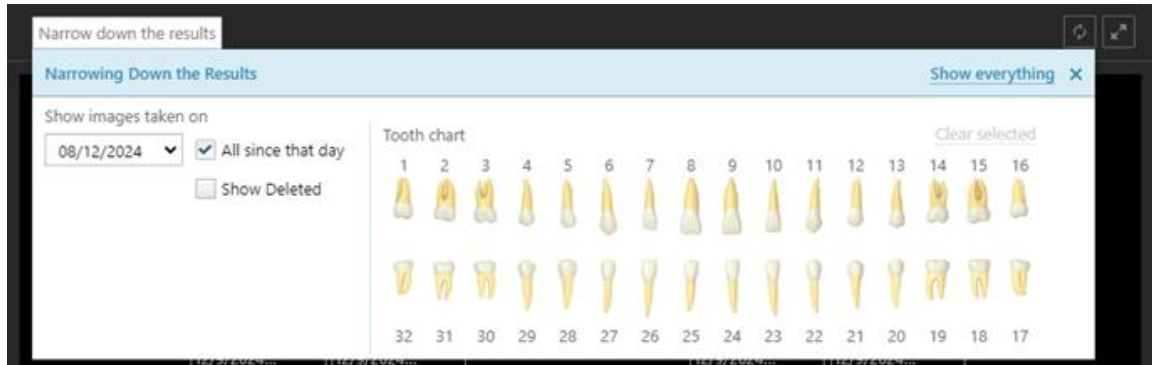 Narrow down the results
Narrowing Down the Results
Show everything
Show images taken on
08/12/2024
All since that day
Show Deleted
Tooth chart
Clear selected
1 2 3 4 5 6 7 8 9 10 11 12 13 14 15 16
32 31 30 29 28 27 26 25 24 23 22 21 20 19 18 17